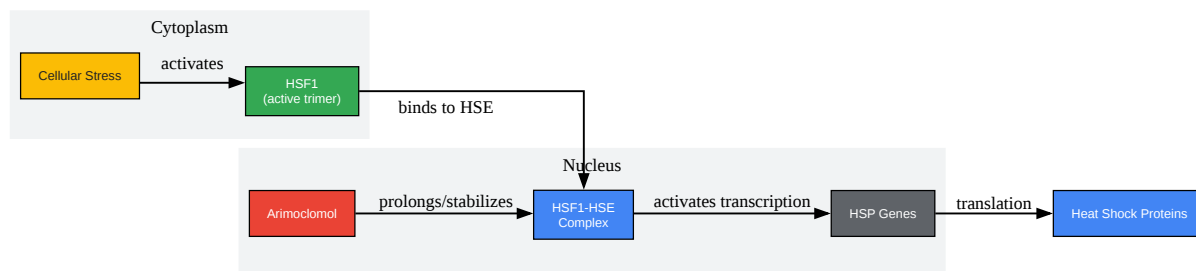 Cytoplasm
Cellular Stress
activates
HSF1
(active trimer)
binds to HSE
Nucleus
Arimoclomol
prolongs/stabilizes
HSF1-HSE
Complex
activates transcription
HSP Genes
translation
Heat Shock Proteins